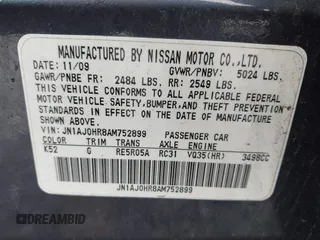 MANUFACTURED BY NISSAN MOTOR CO.,LTD.
DATE: 11/09 GVWR/PNBV: 5024 LBS.
GAWR/PNBE FR: 2484 LBS. RR: 2549 LBS.
THIS VEHICLE CONFORMS TO ALL APPLICABLE FEDERAL
MOTOR VEHICLE SAFETY,BUMPER,AND THEFT PREVENTION
STANDARDS IN EFFECT ON THE DATE OF MANUFACTURE
SHOWN ABOVE.
VIN: JN1AJ0HR8AM752899 PASSENGER CAR
COLOR TRIM TRANS AXLE ENGINE
K52 G RE5R05A RC31 VQ35(HR) 3498CC
JN1AJ0HR8AM752899
DREAMBID